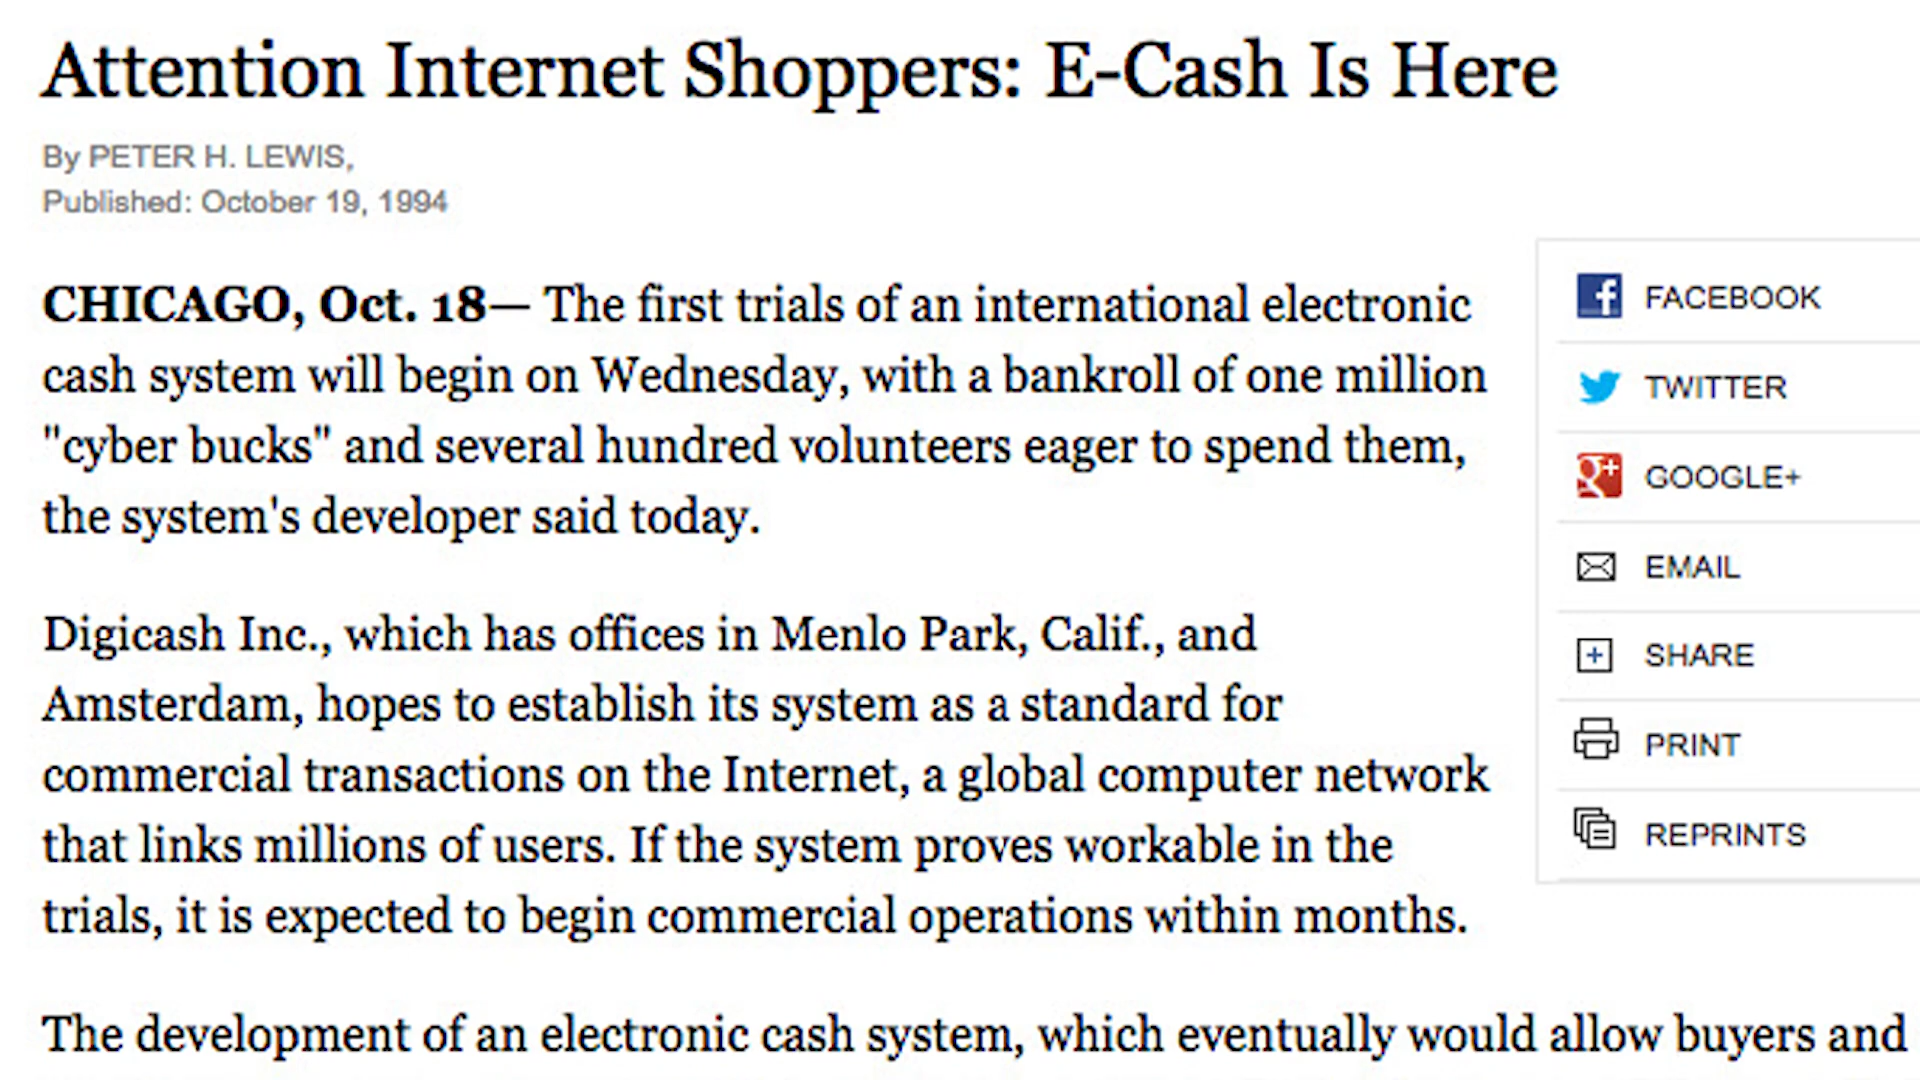 Attention Internet Shoppers: E-Cash Is Here
By PETER H. LEWIS,
Published: October 19, 1994
CHICAGO, Oct. 18— The first trials of an international electronic
cash system will begin on Wednesday, with a bankroll of one million
"cyber bucks" and several hundred volunteers eager to spend them,
the system's developer said today.
Digicash Inc., which has offices in Menlo Park, Calif., and
Amsterdam, hopes to establish its system as a standard for
commercial transactions on the Internet, a global computer network
that links millions of users. If the system proves workable in the
trials, it is expected to begin commercial operations within months.
The development of an electronic cash system, which eventually would allow buyers and
FACEBOOK
TWITTER
GOOGLE+
EMAIL
SHARE
PRINT
REPRINTS